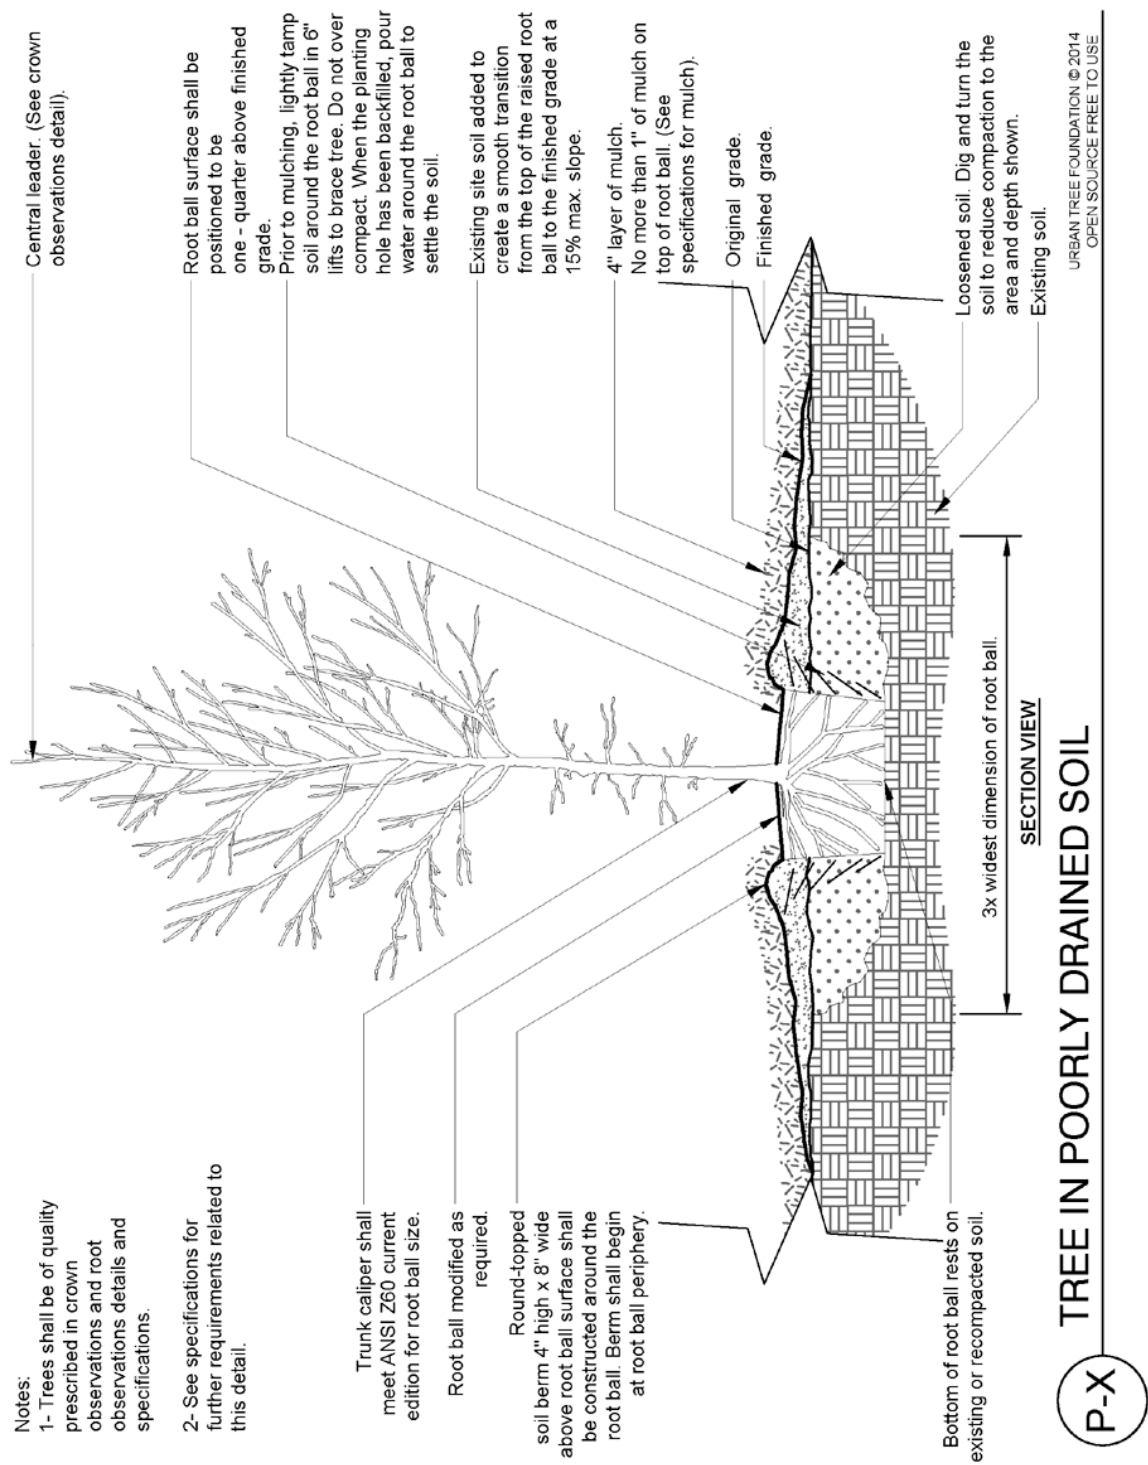 Notes:
1- Trees shall be of quality
prescribed in crown
observations and root
observations details and
specifications.
2- See specifications for
further requirements related to
this detail.
Trunk caliper shall
meet ANSI Z60 current
edition for root ball size.
Root ball modified as
required.
Round-topped
soil berm 4" high x 8" wide
above root ball surface shall
be constructed around the
root ball. Berm shall begin
at root ball periphery.
Bottom of root ball rests on
existing or recompacted soil.
Central leader. (See crown
observations detail).
Root ball surface shall be
positioned to be
one - quarter above finished
grade.
Prior to mulching, lightly tamp
soil around the root ball in 6"
lifts to brace tree. Do not over
compact. When the planting
hole has been backfilled, pour
water around the root ball to
settle the soil.
Existing site soil added to
create a smooth transition
from the top of the raised root
ball to the finished grade at a
15% max. slope.
4" layer of mulch.
No more than 1" of mulch on
top of root ball. (See
specifications for mulch).
Original grade.
Finished grade.
Loosened soil. Dig and turn the
soil to reduce compaction to the
area and depth shown.
Existing soil.
3x widest dimension of root ball.
SECTION VIEW
P-X
TREE IN POORLY DRAINED SOIL
URBAN TREE FOUNDATION © 2014
OPEN SOURCE FREE TO USE